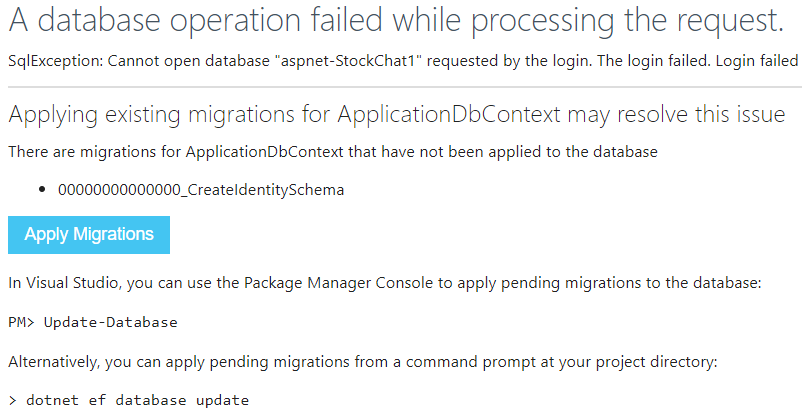 A database operation failed while processing the request.
SqlException: Cannot open database "aspnet-StockChat1" requested by the login. The login failed. Login failed
Applying existing migrations for ApplicationDbContext may resolve this issue
There are migrations for ApplicationDbContext that have not been applied to the database
• 00000000000000_CreateIdentitySchema
Apply Migrations
In Visual Studio, you can use the Package Manager Console to apply pending migrations to the database:
PM> Update-Database
Alternatively, you can apply pending migrations from a command prompt at your project directory:
> dotnet ef database update